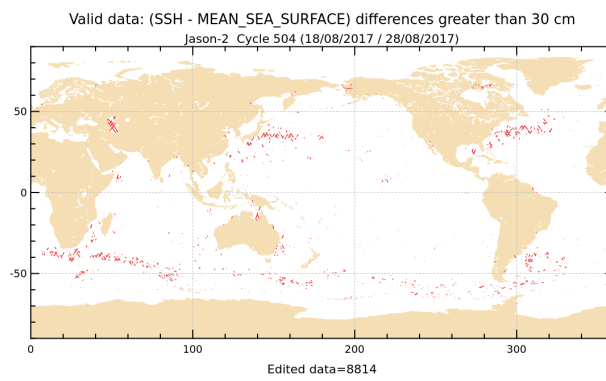 Valid data: (SSH - MEAN_SEA_SURFACE) differences greater than 30 cm
Jason-2  Cycle 504 (18/08/2017 / 28/08/2017)
50
0
-50
0 100 200 300
Edited data=8814